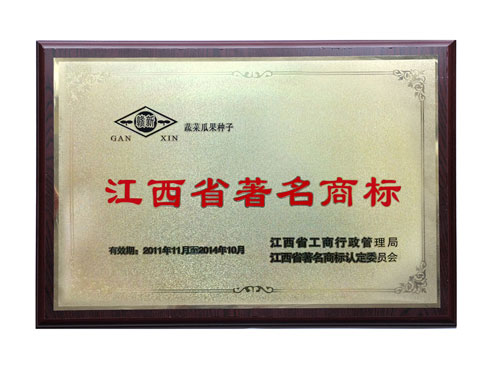 赣新
GAN XIN
蔬菜瓜果种子
江西省著名商标
有效期：2011年11月至2014年10月
江西省工商行政管理局
江西省著名商标认定委员会